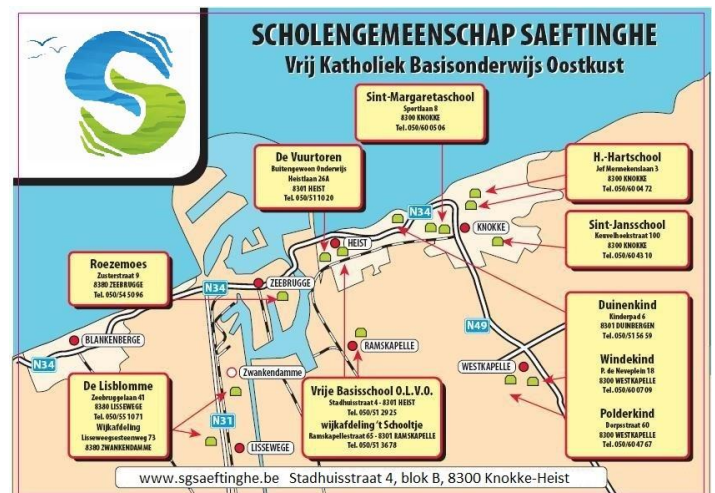 SCHOLENGEMEENSCHAP SAEFTINGHE
Vrij Katholiek Basisonderwijs Oostkust
Sint-Margaretaschool
Spertlaan 8
8300 KNOKKE
Tel. 050/60 05 06
De Vuurtoren
Buitengewoon Onderwijs
Heistlaan 26A
8301 HEIST
Tel. 050/51 10 20
H.-Hartschool
Jef Mennekenslaan 3
8300 KNOKKE
Tel. 050/60 04 72
Sint-Jansschool
Keuvelhoekstraat 100
8300 KNOKKE
Tel. 050/60 43 10
Roezemoes
Zusterstraat 9
8380 ZEEBRUGGE
Tel. 050/54 50 96
Duinenkind
Kinderpad 6
8301 DUINBERGEN
Tel. 050/51 56 59
Windekind
P. de Neveplein 18
8300 WESTKAPELLE
Tel. 050/60 07 09
Polderkind
Dorpsstraat 60
8300 WESTKAPELLE
Tel. 050/60 47 67
De Lisblomme
Zeebruggelaan 41
8380 LISSEWEGE
Tel. 050/55 10 71
Wijkafdeling
Lisseweegsesteenweg 73
8380 ZWANKENDAMME
Vrije Basisschool O.L.V.O.
Stadhuisstraat 4 - 8301 HEIST
Tel. 050/51 29 25
wijkafdeling 't Schooltje
Ramskapellestraat 65 - 8301 RAMSKAPELLE
Tel. 050/51 36 78
N34
KNOKKE
HEIST
ZEEBRUGGE
N34
BLANKENBERGE
N34
N49
RAMSKAPELLE
WESTKAPELLE
Zwankendamme
N31
LISSEWEGE
www.sgsaeftinghe.be Stadhuisstraat 4, blok B, 8300 Knokke-Heist